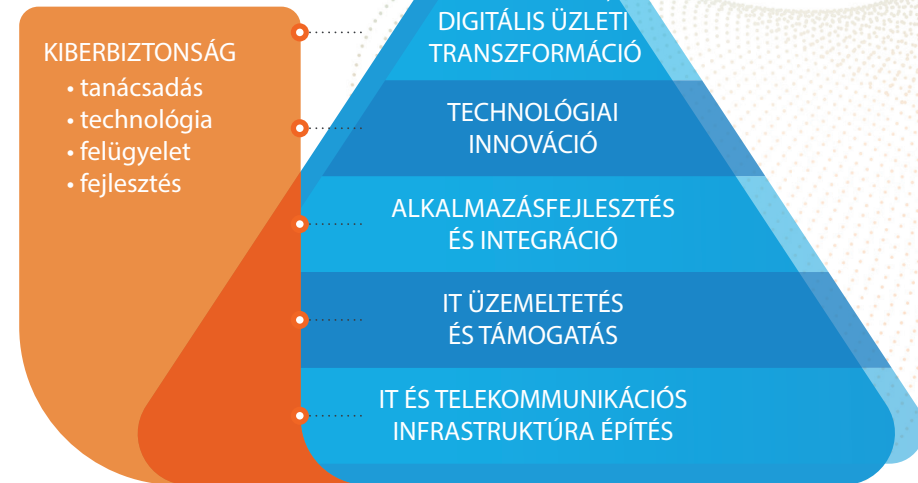 KIBERBIZTONSÁG
• tanácsadás
• technológia
• felügyelet
• fejlesztés
DIGITÁLIS ÜZLETI
TRANSZFORMÁCIÓ
TECHNOLÓGIAI
INNOVÁCIÓ
ALKALMAZÁSFEJLESZTÉS
ÉS INTEGRÁCIÓ
IT ÜZEMELTETÉS
ÉS TÁMOGATÁS
IT ÉS TELEKOMMUNIKÁCIÓS
INFRASTRUKTÚRA ÉPÍTÉS